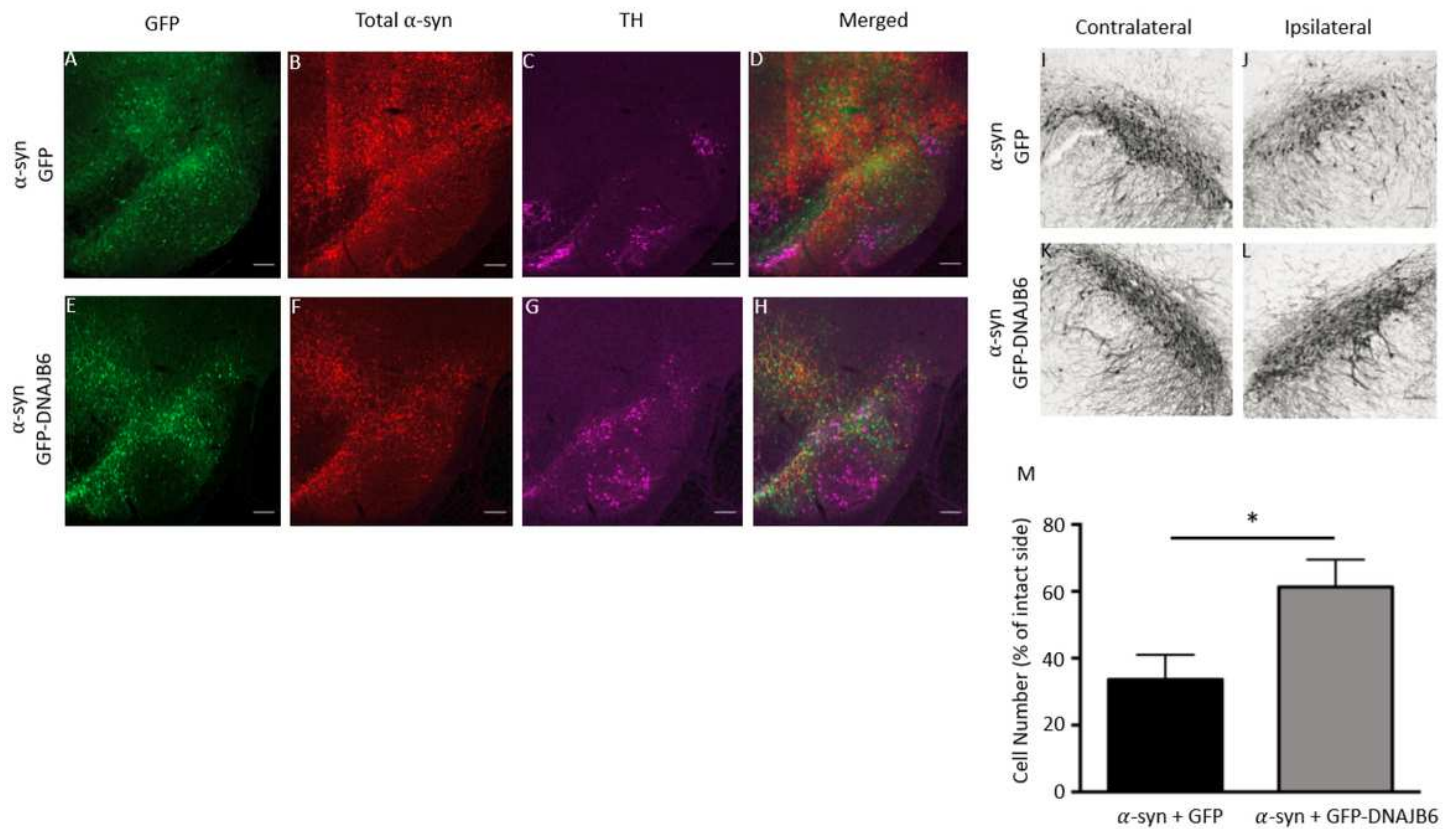 GFP
Total α-syn
TH
Merged
Contralateral
Ipsilateral
α-syn
GFP
A
B
C
D
α-syn
GFP
I
J
α-syn
GFP-DNAJB6
E
F
G
H
α-syn
GFP-DNAJB6
K
L
M
Cell Number (% of intact side)
80
60
40
20
0
*
α-syn + GFP
α-syn + GFP-DNAJB6